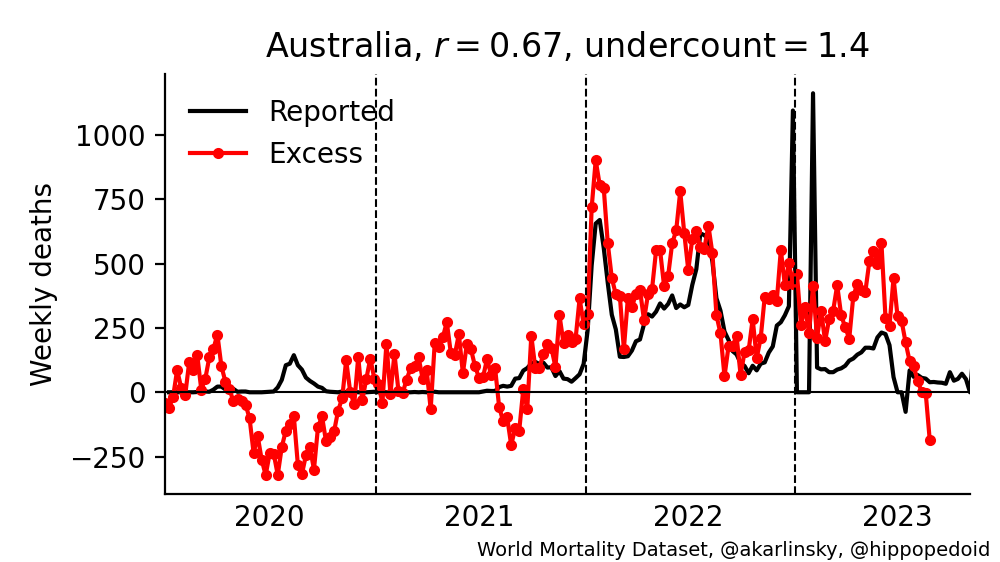 Australia, r = 0.67, undercount = 1.4
Reported
Excess
Weekly deaths
1000
750
500
250
0
−250
2020 2021 2022 2023
World Mortality Dataset, @akarlinsky, @hippopedoid